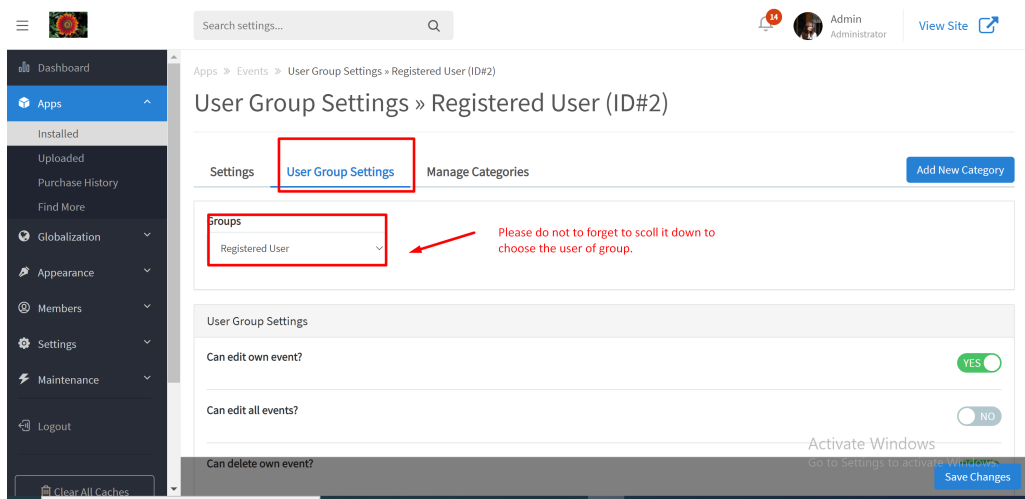 Search settings...
14
Admin
Administrator
View Site
Dashboard
Apps
Installed
Uploaded
Purchase History
Find More
Globalization
Appearance
Members
Settings
Maintenance
Logout
Clear All Caches
Apps » Events » User Group Settings » Registered User (ID#2)
User Group Settings » Registered User (ID#2)
Settings
User Group Settings
Manage Categories
Add New Category
Groups
Registered User
Please do not to forget to scoll it down to
choose the user of group.
User Group Settings
Can edit own event?
YES
Can edit all events?
NO
Can delete own event?
Activate Windows
Go to Settings to activate Windows.
Save Changes